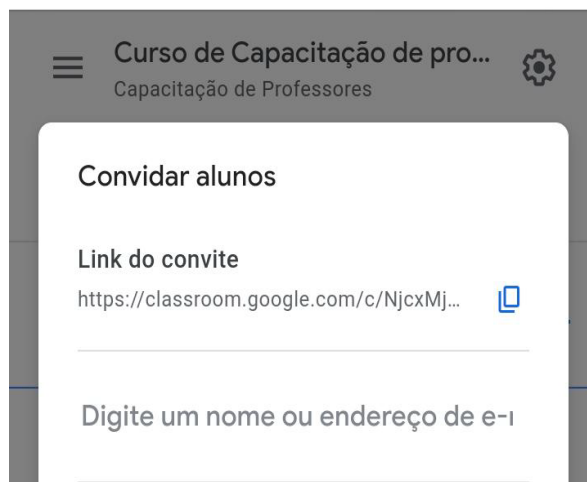 Curso de Capacitação de pro...
Capacitação de Professores
Convidar alunos
Link do convite
https://classroom.google.com/c/NjcxMj...
Digite um nome ou endereço de e-